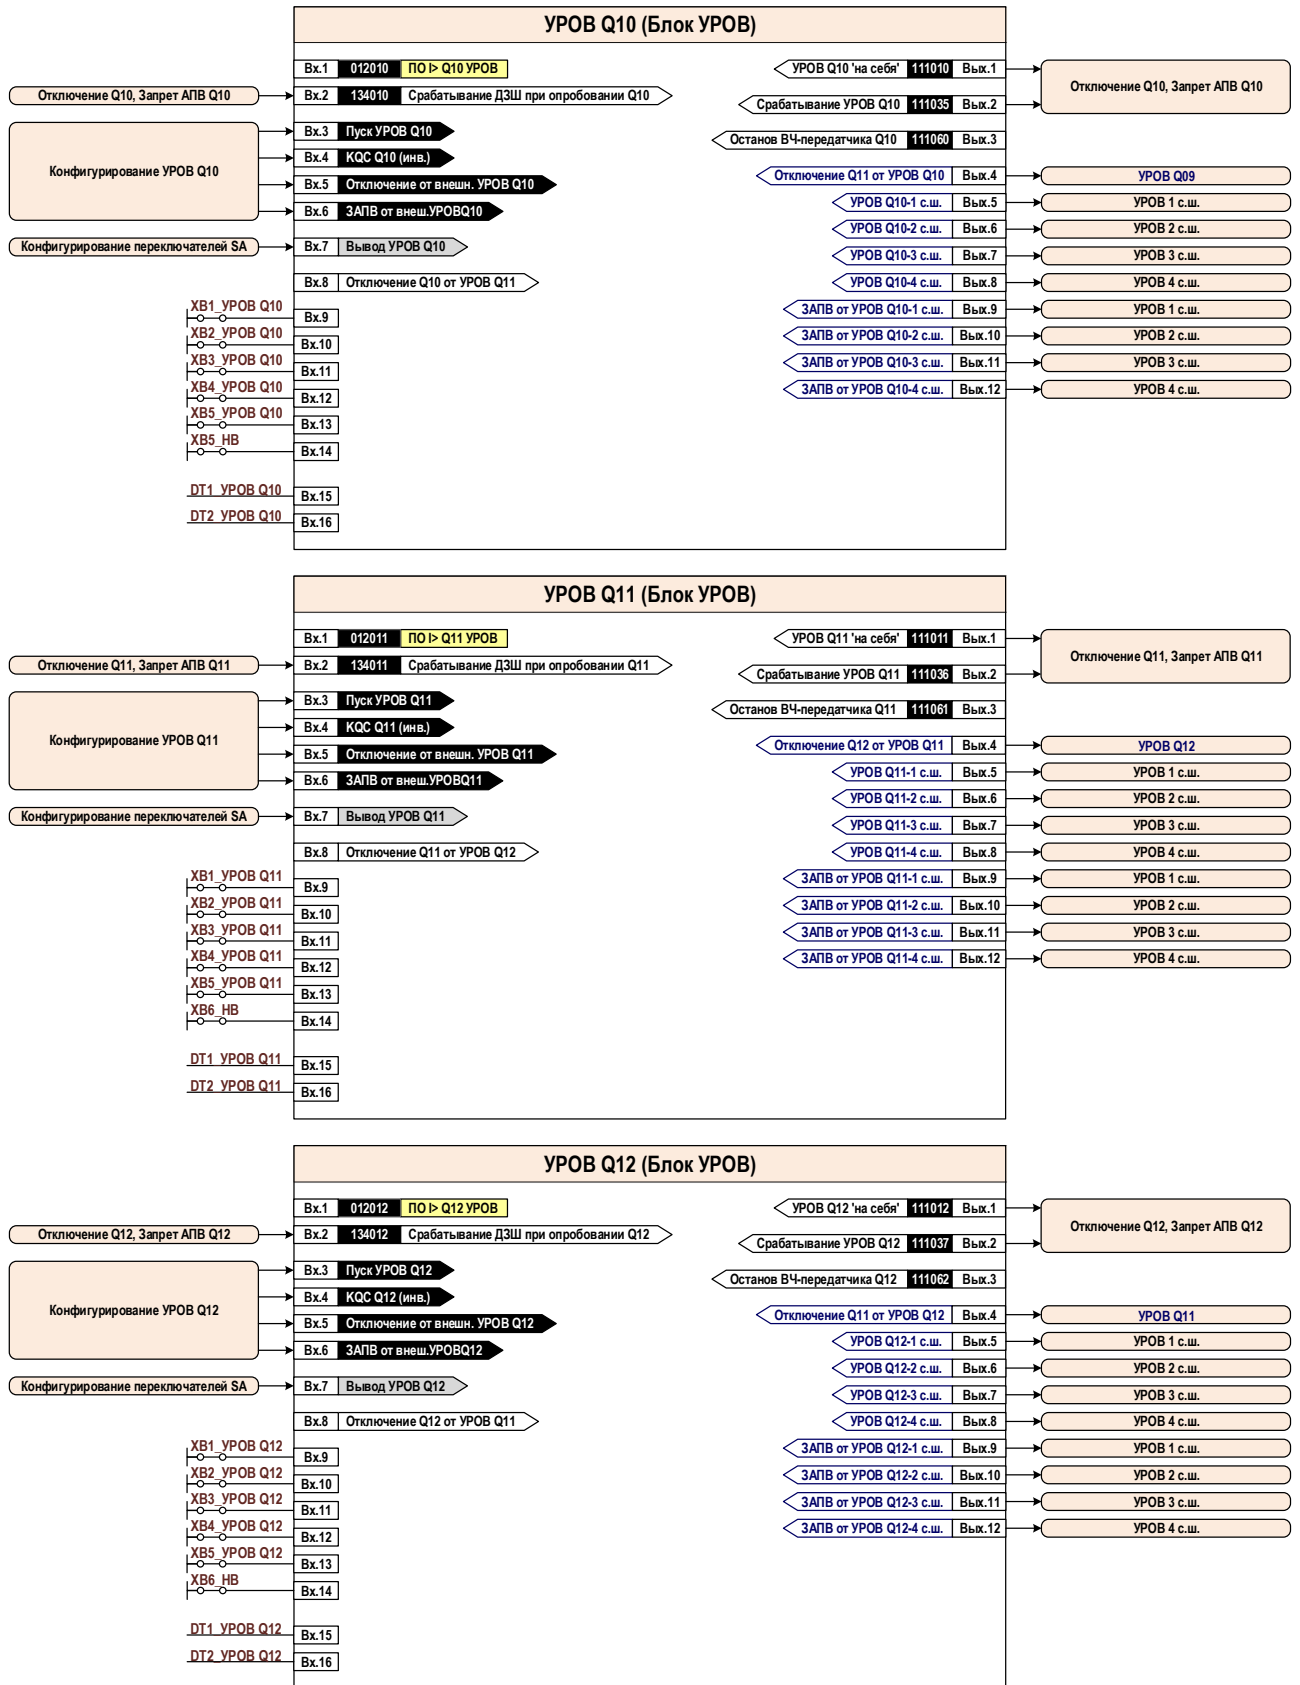 УРОВ Q10 (Блок УРОВ)
Вх.1 012010 ПО I> Q10 УРОВ
УРОВ Q10 'на себя' 111010 Вых.1
Отключение Q10, Запрет АПВ Q10
Отключение Q10, Запрет АПВ Q10
Вх.2 134010 Срабатывание ДЗШ при опробовании Q10
Срабатывание УРОВ Q10 111035 Вых.2
Конфигурирование УРОВ Q10
Вх.3 Пуск УРОВ Q10
Останов ВЧ-передатчика Q10 111060 Вых.3
Вх.4 KQC Q10 (инв.)
Вх.5 Отключение от внешн. УРОВ Q10
Отключение Q11 от УРОВ Q10 Вых.4 УРОВ Q09
Вх.6 ЗАПВ от внеш.УРОВQ10
УРОВ Q10-1 с.ш. Вых.5 УРОВ 1 с.ш.
УРОВ Q10-2 с.ш. Вых.6 УРОВ 2 с.ш.
Конфигурирование переключателей SA Вх.7 Вывод УРОВ Q10
УРОВ Q10-3 с.ш. Вых.7 УРОВ 3 с.ш.
Вх.8 Отключение Q10 от УРОВ Q11
УРОВ Q10-4 с.ш. Вых.8 УРОВ 4 с.ш.
XB1_УРОВ Q10 Вх.9
ЗАПВ от УРОВ Q10-1 с.ш. Вых.9 УРОВ 1 с.ш.
XB2_УРОВ Q10 Вх.10
ЗАПВ от УРОВ Q10-2 с.ш. Вых.10 УРОВ 2 с.ш.
XB3_УРОВ Q10 Вх.11
ЗАПВ от УРОВ Q10-3 с.ш. Вых.11 УРОВ 3 с.ш.
XB4_УРОВ Q10 Вх.12
ЗАПВ от УРОВ Q10-4 с.ш. Вых.12 УРОВ 4 с.ш.
XB5_УРОВ Q10 Вх.13
XB5_НВ Вх.14
DT1_УРОВ Q10 Вх.15
DT2_УРОВ Q10 Вх.16
УРОВ Q11 (Блок УРОВ)
Вх.1 012011 ПО I> Q11 УРОВ
УРОВ Q11 'на себя' 111011 Вых.1
Отключение Q11, Запрет АПВ Q11
Отключение Q11, Запрет АПВ Q11
Вх.2 134011 Срабатывание ДЗШ при опробовании Q11
Срабатывание УРОВ Q11 111036 Вых.2
Конфигурирование УРОВ Q11
Вх.3 Пуск УРОВ Q11
Останов ВЧ-передатчика Q11 111061 Вых.3
Вх.4 KQC Q11 (инв.)
Вх.5 Отключение от внешн. УРОВ Q11
Отключение Q12 от УРОВ Q11 Вых.4 УРОВ Q12
Вх.6 ЗАПВ от внеш.УРОВQ11
УРОВ Q11-1 с.ш. Вых.5 УРОВ 1 с.ш.
УРОВ Q11-2 с.ш. Вых.6 УРОВ 2 с.ш.
Конфигурирование переключателей SA Вх.7 Вывод УРОВ Q11
УРОВ Q11-3 с.ш. Вых.7 УРОВ 3 с.ш.
Вх.8 Отключение Q11 от УРОВ Q12
УРОВ Q11-4 с.ш. Вых.8 УРОВ 4 с.ш.
XB1_УРОВ Q11 Вх.9
ЗАПВ от УРОВ Q11-1 с.ш. Вых.9 УРОВ 1 с.ш.
XB2_УРОВ Q11 Вх.10
ЗАПВ от УРОВ Q11-2 с.ш. Вых.10 УРОВ 2 с.ш.
XB3_УРОВ Q11 Вх.11
ЗАПВ от УРОВ Q11-3 с.ш. Вых.11 УРОВ 3 с.ш.
XB4_УРОВ Q11 Вх.12
ЗАПВ от УРОВ Q11-4 с.ш. Вых.12 УРОВ 4 с.ш.
XB5_УРОВ Q11 Вх.13
XB6_НВ Вх.14
DT1_УРОВ Q11 Вх.15
DT2_УРОВ Q11 Вх.16
УРОВ Q12 (Блок УРОВ)
Вх.1 012012 ПО I> Q12 УРОВ
УРОВ Q12 'на себя' 111012 Вых.1
Отключение Q12, Запрет АПВ Q12
Отключение Q12, Запрет АПВ Q12
Вх.2 134012 Срабатывание ДЗШ при опробовании Q12
Срабатывание УРОВ Q12 111037 Вых.2
Конфигурирование УРОВ Q12
Вх.3 Пуск УРОВ Q12
Останов ВЧ-передатчика Q12 111062 Вых.3
Вх.4 KQC Q12 (инв.)
Вх.5 Отключение от внешн. УРОВ Q12
Отключение Q11 от УРОВ Q12 Вых.4 УРОВ Q11
Вх.6 ЗАПВ от внеш.УРОВQ12
УРОВ Q12-1 с.ш. Вых.5 УРОВ 1 с.ш.
УРОВ Q12-2 с.ш. Вых.6 УРОВ 2 с.ш.
Конфигурирование переключателей SA Вх.7 Вывод УРОВ Q12
УРОВ Q12-3 с.ш. Вых.7 УРОВ 3 с.ш.
Вх.8 Отключение Q12 от УРОВ Q11
УРОВ Q12-4 с.ш. Вых.8 УРОВ 4 с.ш.
XB1_УРОВ Q12 Вх.9
ЗАПВ от УРОВ Q12-1 с.ш. Вых.9 УРОВ 1 с.ш.
XB2_УРОВ Q12 Вх.10
ЗАПВ от УРОВ Q12-2 с.ш. Вых.10 УРОВ 2 с.ш.
XB3_УРОВ Q12 Вх.11
ЗАПВ от УРОВ Q12-3 с.ш. Вых.11 УРОВ 3 с.ш.
XB4_УРОВ Q12 Вх.12
ЗАПВ от УРОВ Q12-4 с.ш. Вых.12 УРОВ 4 с.ш.
XB5_УРОВ Q12 Вх.13
XB6_НВ Вх.14
DT1_УРОВ Q12 Вх.15
DT2_УРОВ Q12 Вх.16